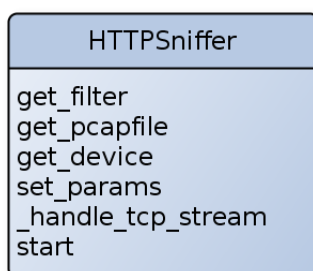 HTTPSniffer
get_filter
get_pcapfile
get_device
set_params
_handle_tcp_stream
start